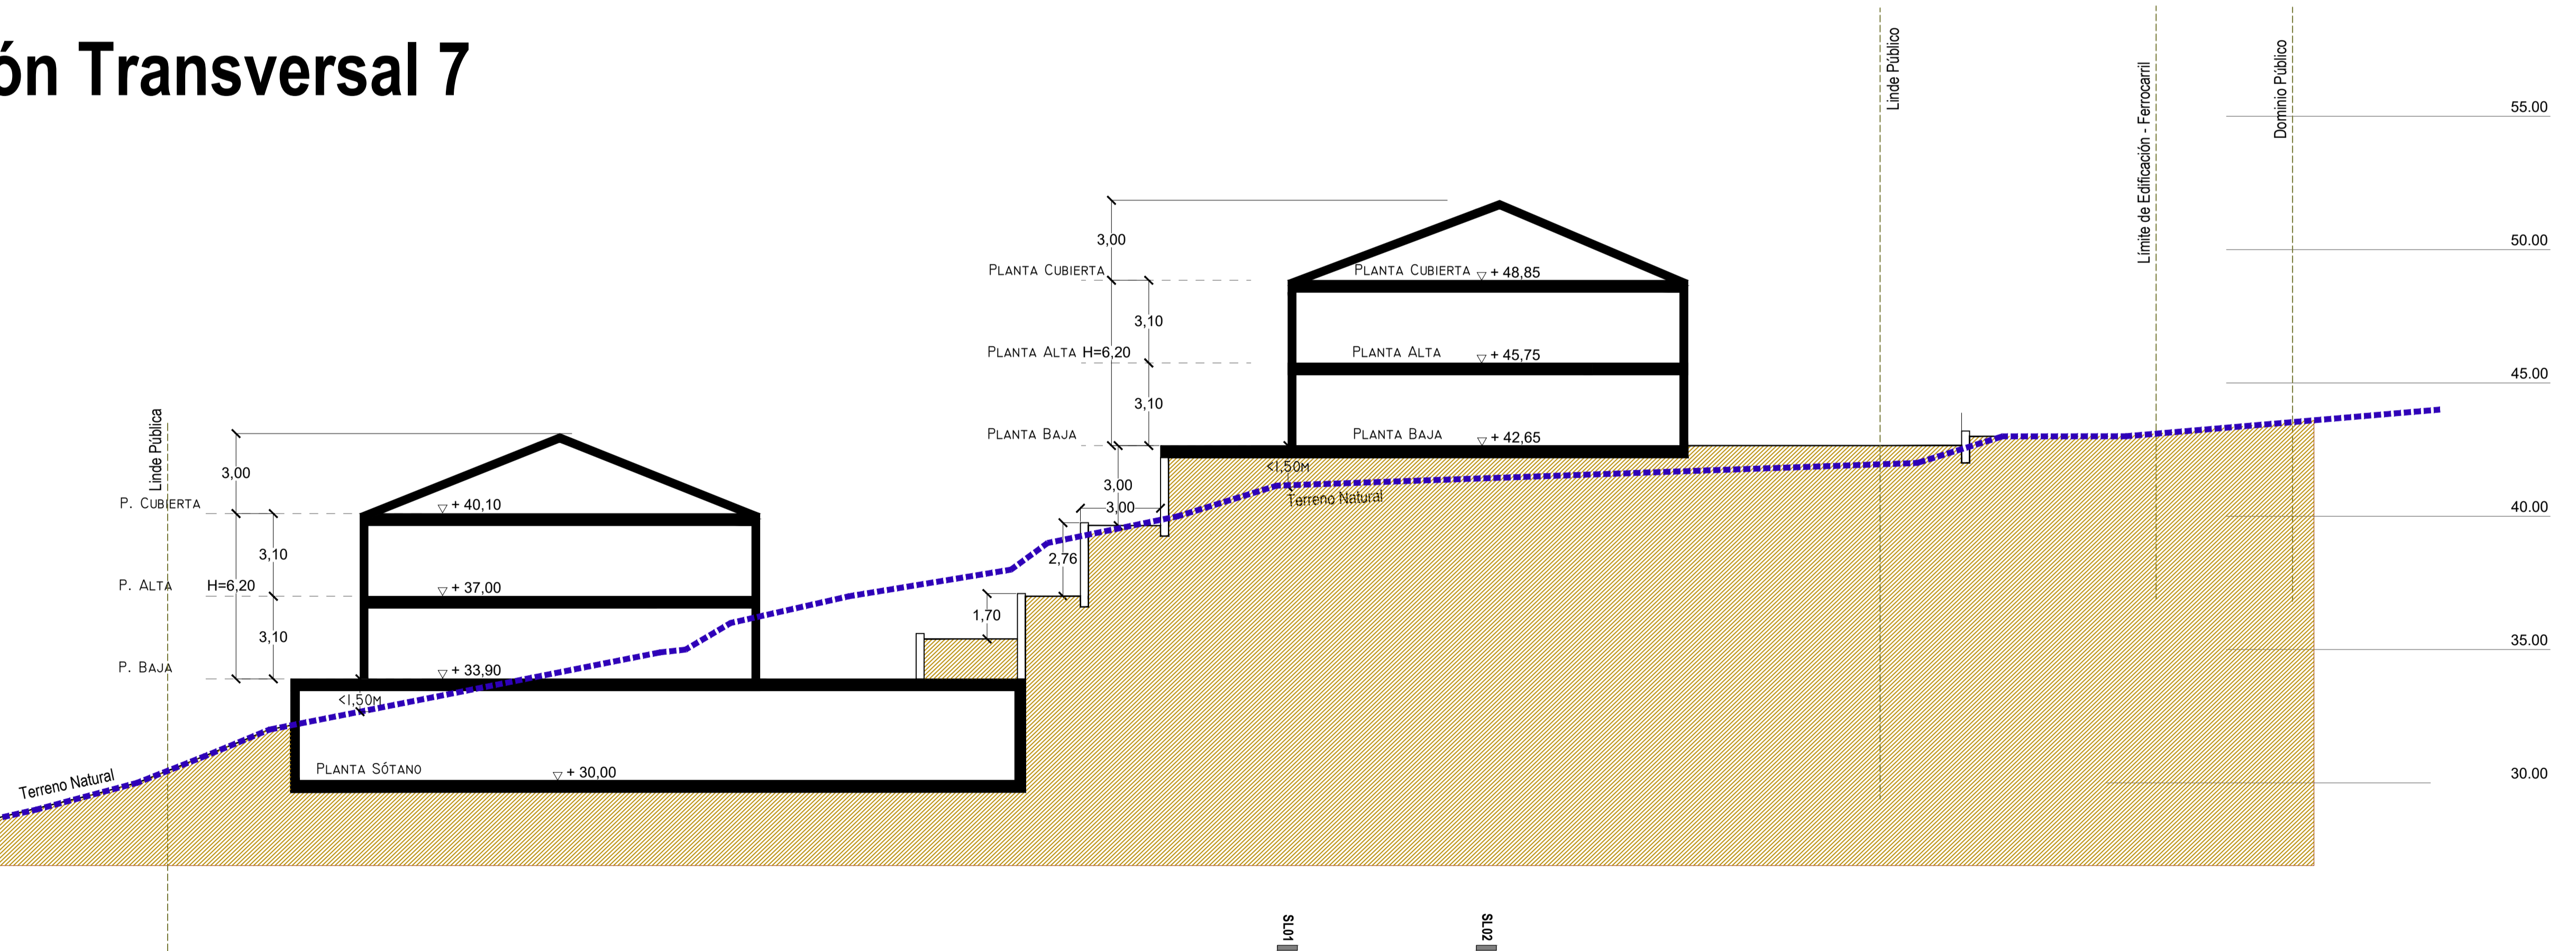 ón Transversal 7
Linde Público
Límite de Edificación - Ferrocarril
Dominio Público
55.00
50.00
45.00
40.00
35.00
30.00
3,00
PLANTA CUBIERTA
PLANTA CUBIERTA + 48,85
3,10
PLANTA ALTA H=6,20
PLANTA ALTA + 45,75
3,10
PLANTA BAJA
PLANTA BAJA + 42,65
<1,50M
Terreno Natural
3,00
3,00
2,76
1,70
Linde Pública
3,00
P. CUBIERTA
+ 40,10
3,10
P. ALTA H=6,20
+ 37,00
3,10
P. BAJA
+ 33,90
<1,50M
PLANTA SÓTANO + 30,00
Terreno Natural
SL01
SL02